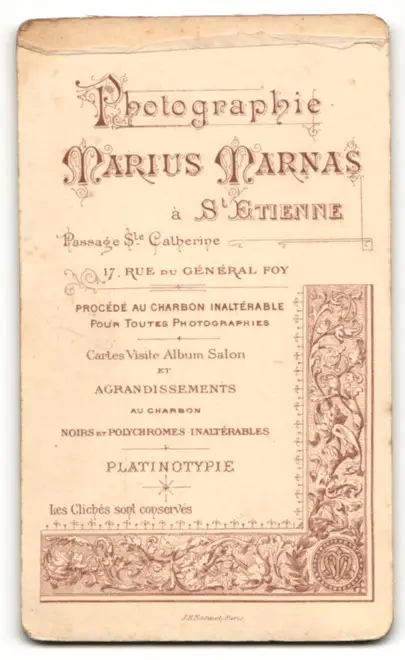 Photographie
MARIUS MARNAS
à St ETIENNE
Passage Ste Catherine
17. RUE DU GÉNÉRAL FOY
PROCÉDÉ AU CHARBON INALTÉRABLE
POUR TOUTES PHOTOGRAPHIES
Cartes Visite Album Salon
ET
AGRANDISSEMENTS
AU CHARBON
NOIRS ET POLYCHROMES INALTÉRABLES
PLATINOTYPIE
Les Clichés sont conservés
Paris